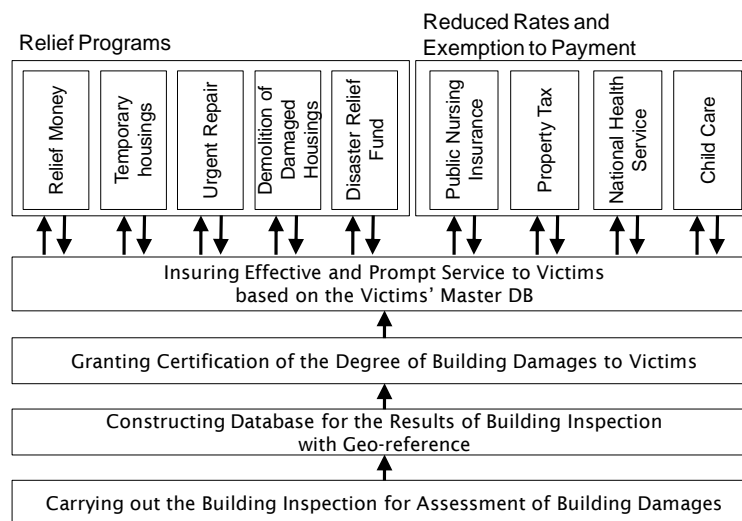 Relief Programs
Reduced Rates and
Exemption to Payment
Relief Money
Temporary
housings
Urgent Repair
Demolition of
Damaged
Housings
Disaster Relief
Fund
Public Nursing
Insurance
Property Tax
National Health
Service
Child Care
Insuring Effective and Prompt Service to Victims
based on the Victims’ Master DB
Granting Certification of the Degree of Building Damages to Victims
Constructing Database for the Results of Building Inspection
with Geo-reference
Carrying out the Building Inspection for Assessment of Building Damages